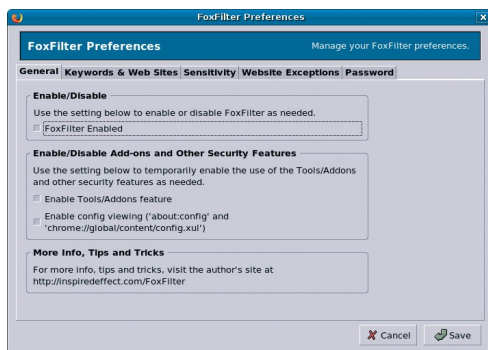 FoxFilter Preferences
FoxFilter Preferences
Manage your FoxFilter preferences.
General Keywords & Web Sites Sensitivity Website Exceptions Password
Enable/Disable
Use the setting below to enable or disable FoxFilter as needed.
FoxFilter Enabled
Enable/Disable Add-ons and Other Security Features
Use the setting below to temporarily enable the use of the Tools/Addons
and other security features as needed.
Enable Tools/Addons feature
Enable config viewing ('about:config' and
'chrome://global/content/config.xul')
More Info, Tips and Tricks
For more info, tips and tricks, visit the author's site at
http://inspiredeffect.com/FoxFilter
Cancel Save